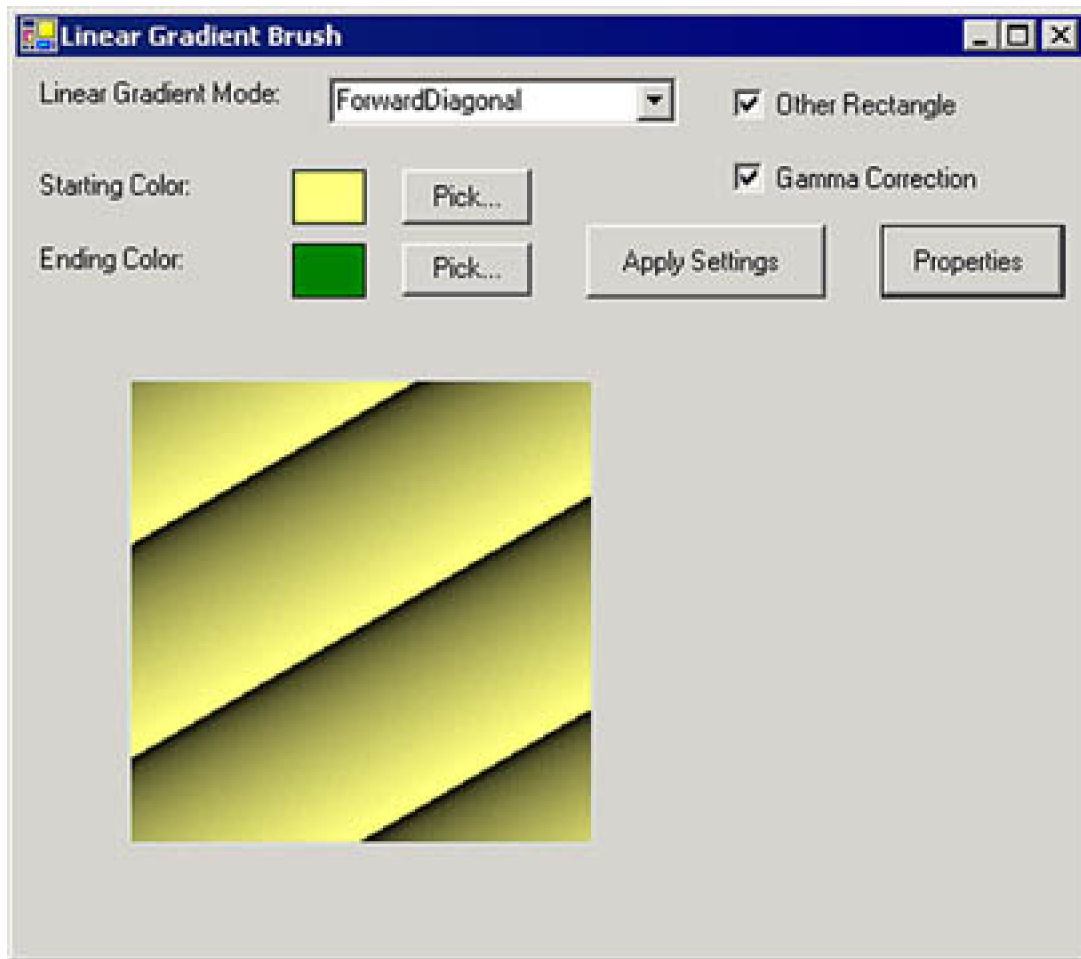 Linear Gradient Brush
Linear Gradient Mode:
ForwardDiagonal
Other Rectangle
Gamma Correction
Starting Color:
Pick...
Ending Color:
Pick...
Apply Settings
Properties